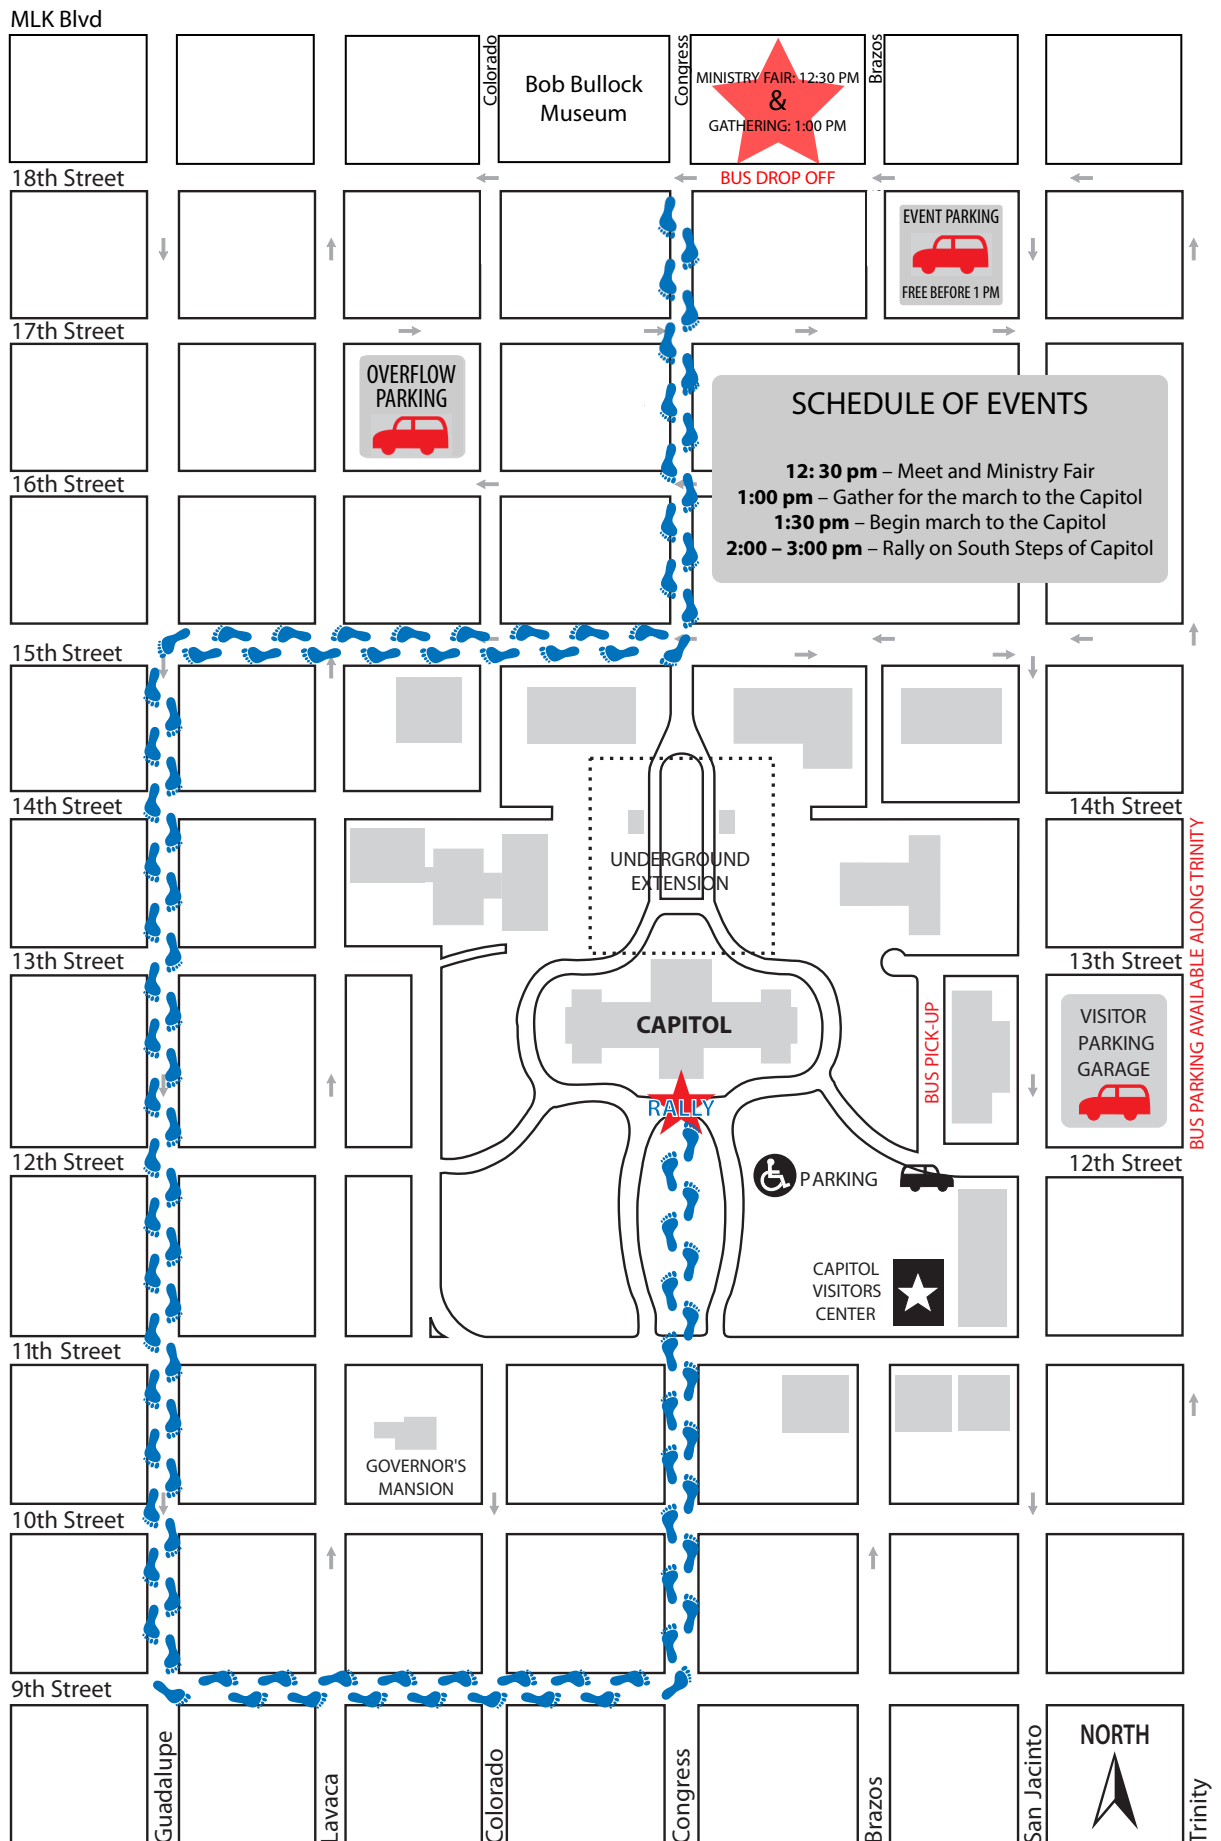 MLK Blvd
Colorado
Bob Bullock
Museum
Congress
MINISTRY FAIR: 12:30 PM
&
GATHERING: 1:00 PM
Brazos
18th Street
BUS DROP OFF
EVENT PARKING
FREE BEFORE 1 PM
17th Street
OVERFLOW
PARKING
SCHEDULE OF EVENTS
12: 30 pm – Meet and Ministry Fair
1:00 pm – Gather for the march to the Capitol
1:30 pm – Begin march to the Capitol
2:00 – 3:00 pm – Rally on South Steps of Capitol
16th Street
15th Street
14th Street
14th Street
UNDERGROUND
EXTENSION
BUS PARKING AVAILABLE ALONG TRINITY
13th Street
13th Street
CAPITOL
BUS PICK-UP
VISITOR
PARKING
GARAGE
RALLY
12th Street
12th Street
PARKING
CAPITOL
VISITORS
CENTER
11th Street
GOVERNOR'S
MANSION
10th Street
9th Street
Guadalupe
Lavaca
Colorado
Congress
Brazos
San Jacinto
NORTH
Trinity